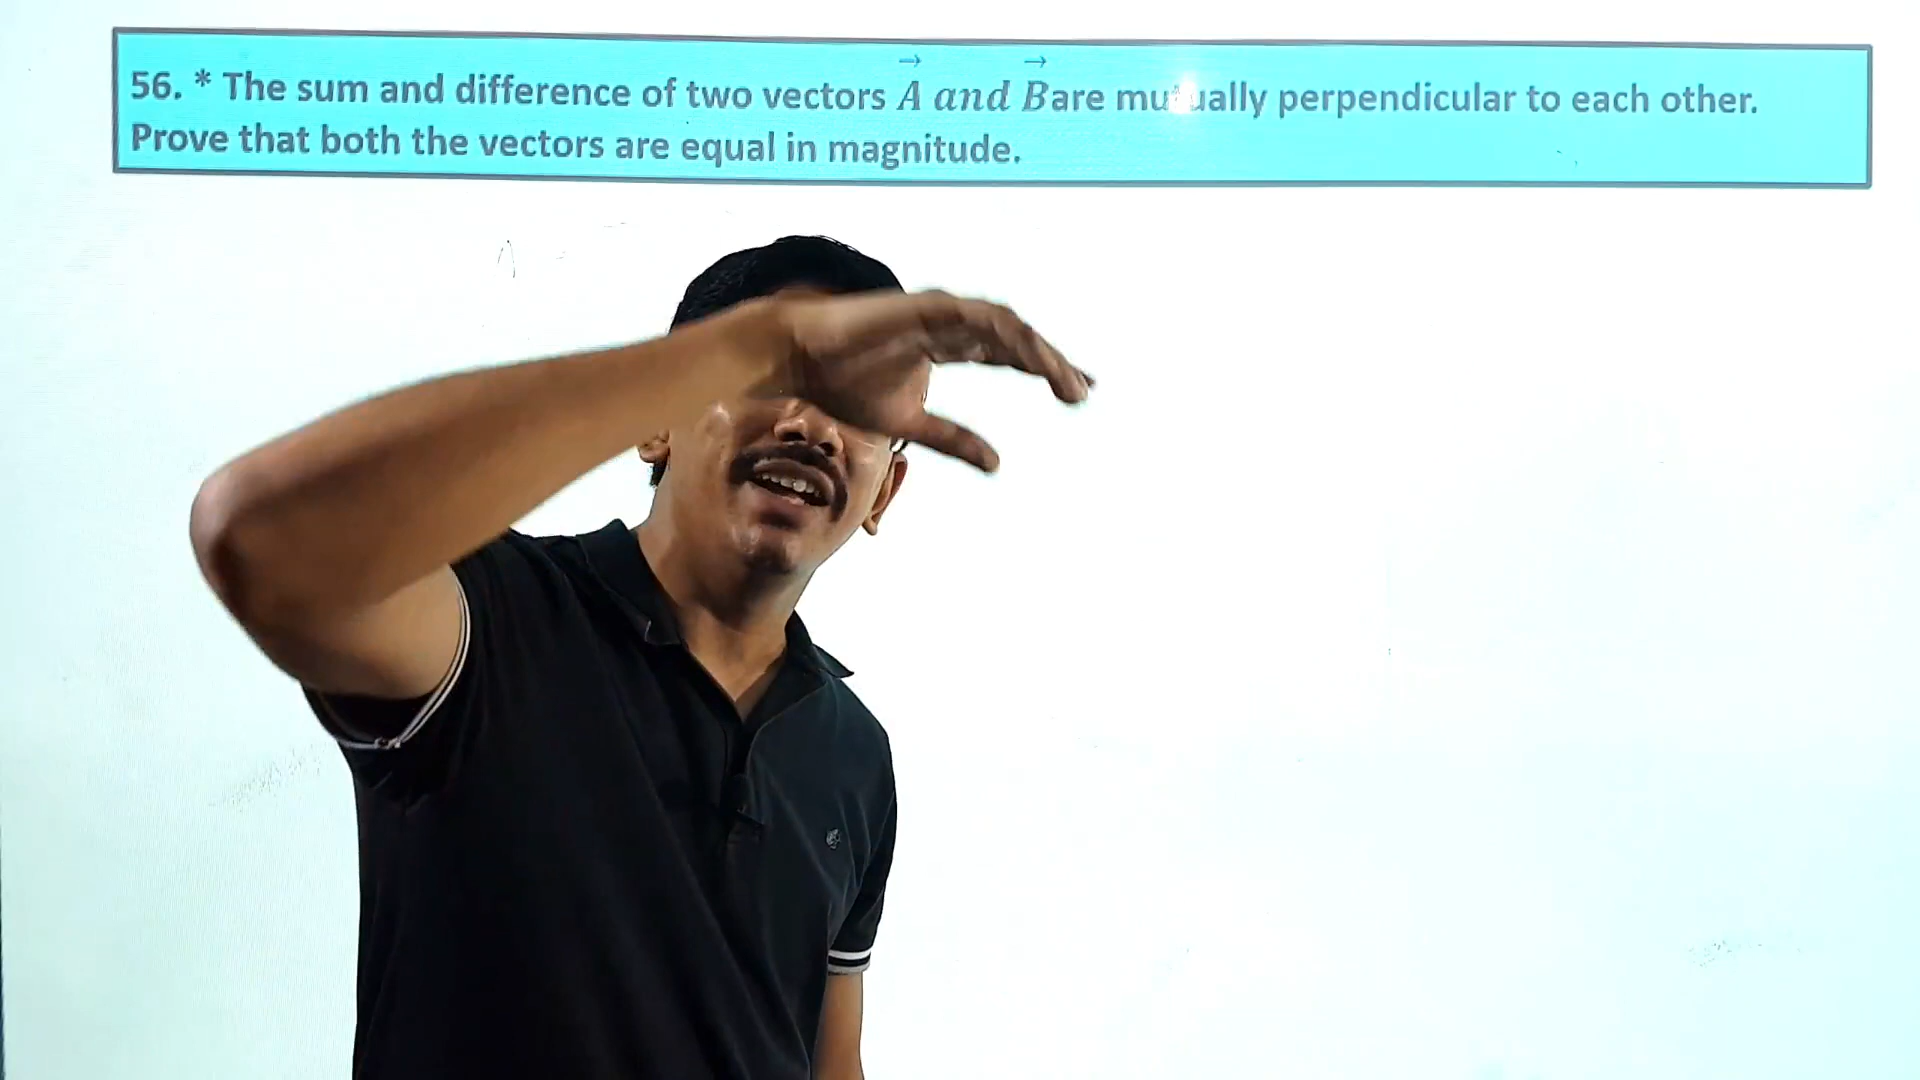 56. * The sum and difference of two vectors A⃗ and B⃗are mutually perpendicular to each other.
Prove that both the vectors are equal in magnitude.